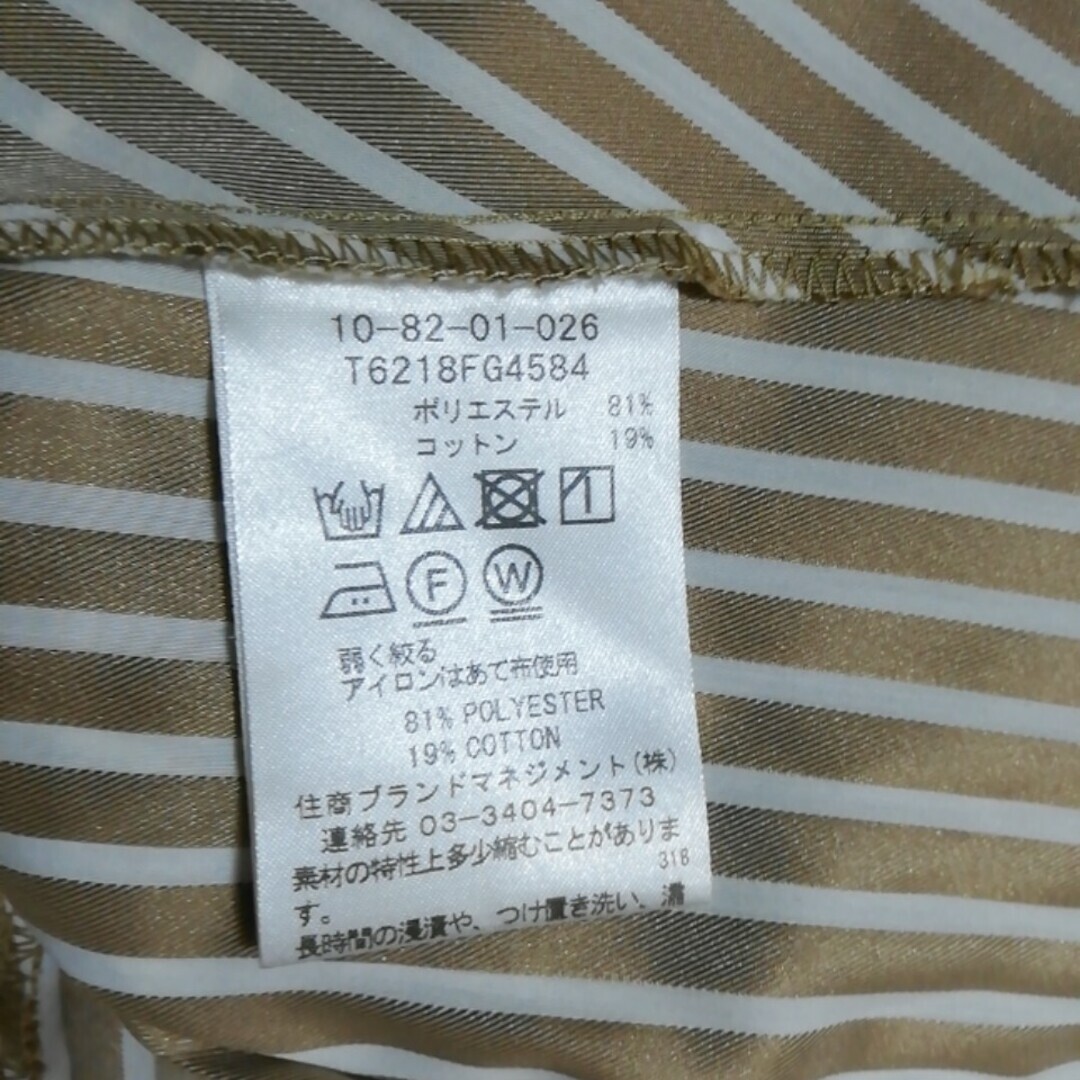 10-82-01-026
T6218FG4584
ポリエステル 81%
コットン 19%
F W
弱く絞る
アイロンはあて布使用
81% POLYESTER
19% COTTON
住商ブランドマネジメント(株)
連絡先 03-3404-7373
素材の特性上多少縮むことがありま
318
す。
長時間の浸漬や、つけ置き洗い、濡